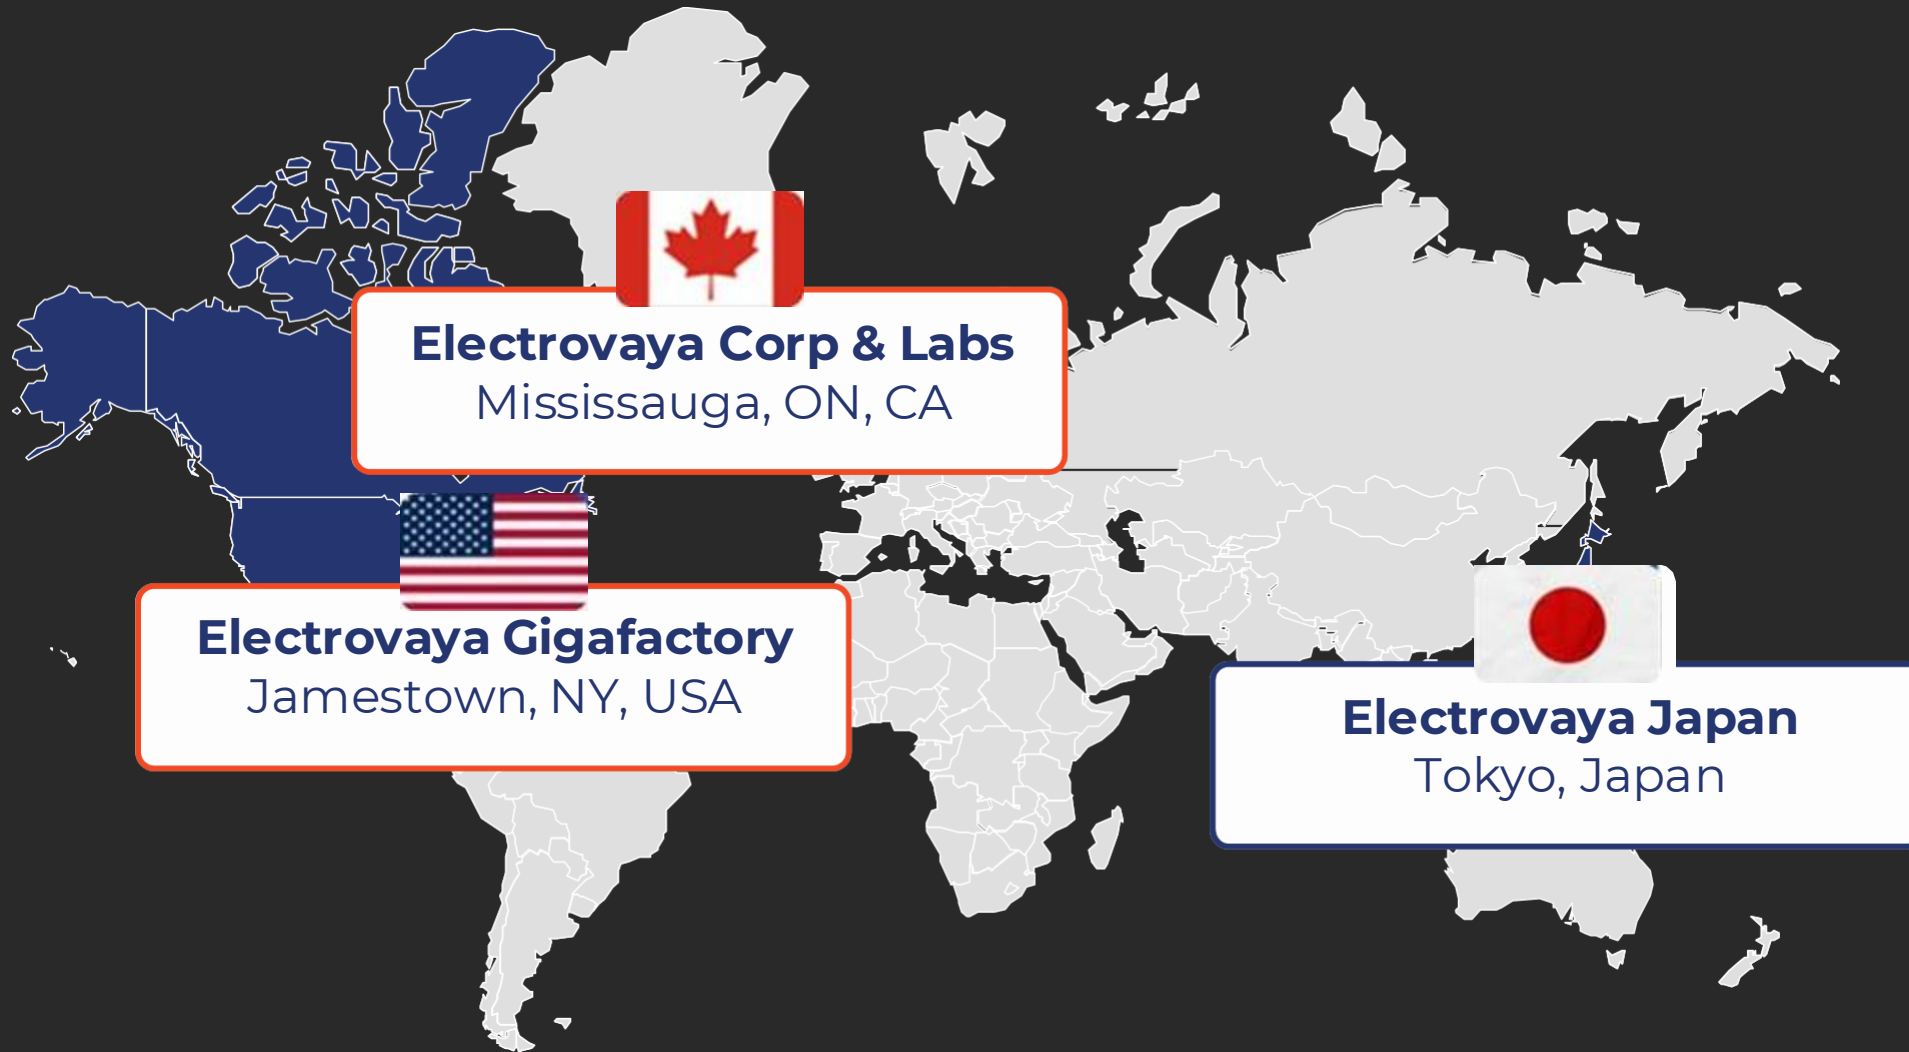 Electrovaya Corp & Labs
Mississauga, ON, CA
Electrovaya Gigafactory
Jamestown, NY, USA
Electrovaya Japan
Tokyo, Japan